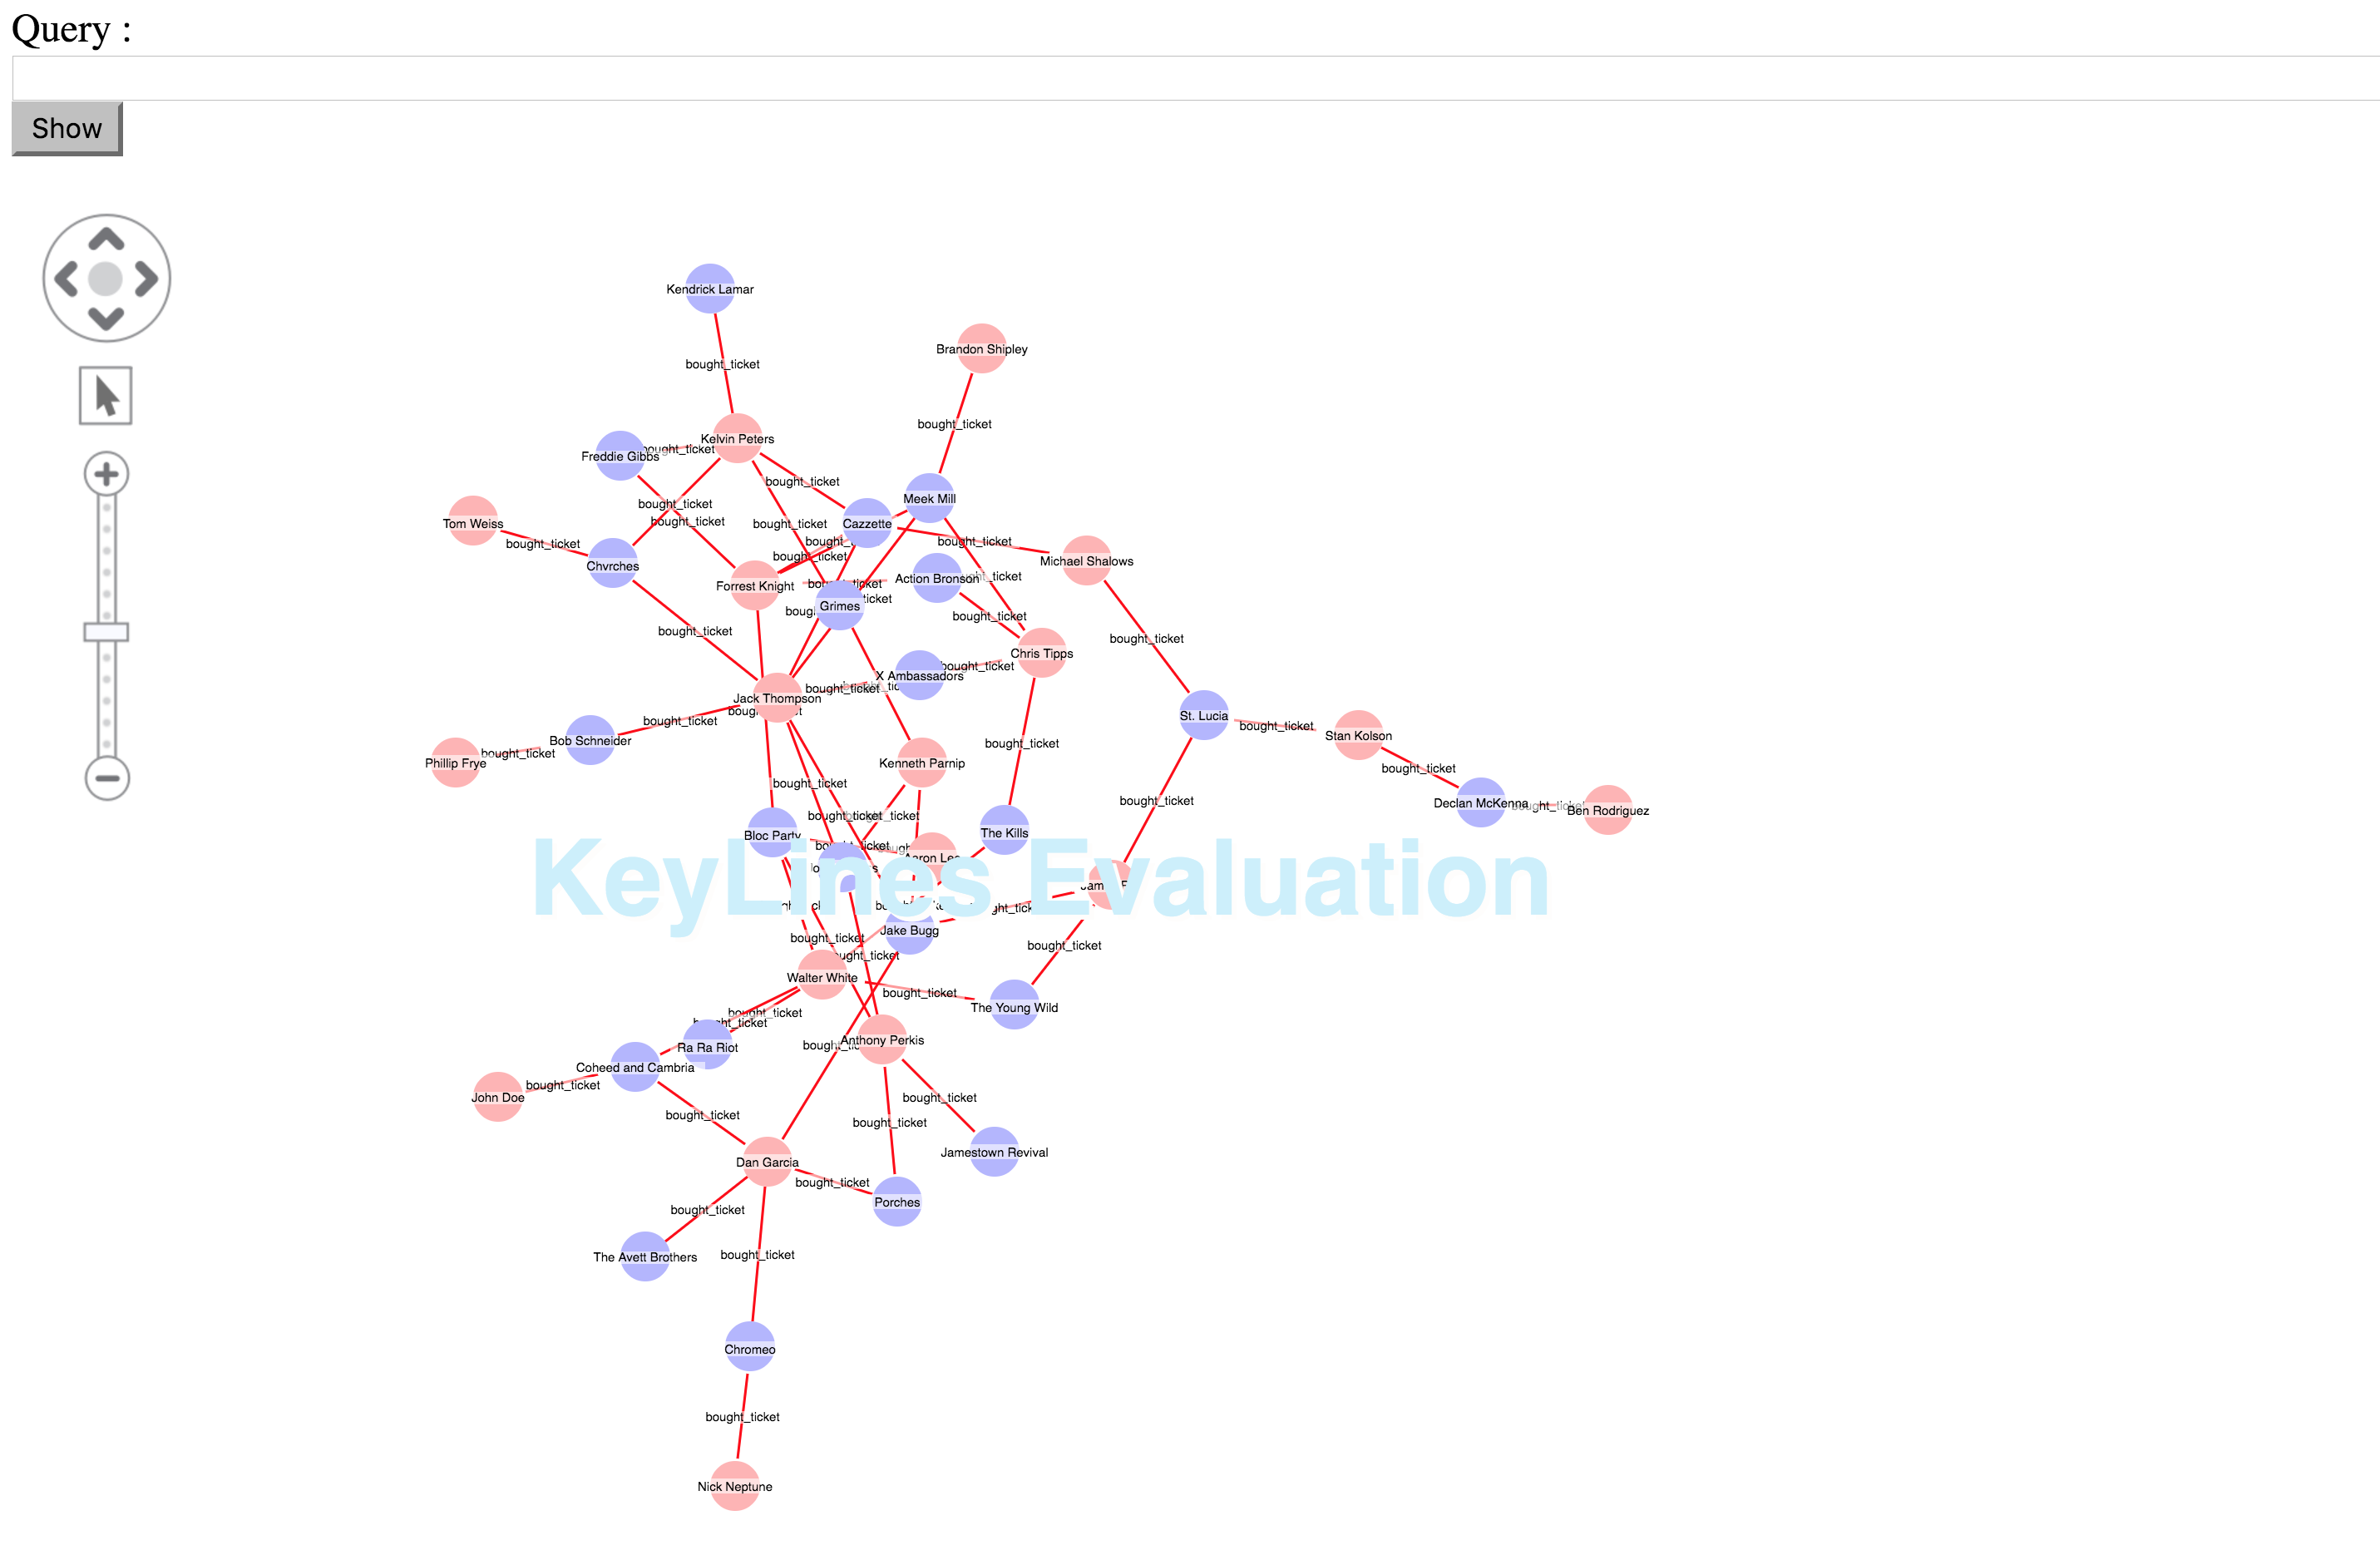 Query :
Show
Kendrick Lamar
Brandon Shipley
bought_ticket
bought_ticket
Kelvin Peters
Freddie Gibbs
bought_ticket
bought_ticket
Meek Mill
bought_ticket
Tom Weiss
Cazzette
bought_ticket
bought_ticket
bought_ticket
bought_ticket
bought_ticket
Michael Shalows
Chvrches
bought_ticket
Forrest Knight
Action Bronson
Grimes
bought_ticket
bought_ticket
bought_ticket
Chris Tipps
bought_ticket
X Ambassadors
bought_ticket
bought_ticket
Jack Thompson
St. Lucia
bought_ticket
bought_ticket
Stan Kolson
Bob Schneider
bought_ticket
bought_ticket
Phillip Frye
Kenneth Parnip
bought_ticket
bought_ticket
bought_ticket
Declan McKenna
bought_ticket
Ben Rodriguez
bought_ticket
Bloc Party
The Kills
KeyLines Evaluation
Jake Bugg
bought_ticket
bought_ticket
Walter White
bought_ticket
The Young Wild
bought_ticket
bought_ticket
Ra Ra Riot
Anthony Perkis
Coheed and Cambria
bought_ticket
John Doe
bought_ticket
bought_ticket
bought_ticket
Jamestown Revival
Dan Garcia
bought_ticket
Porches
bought_ticket
The Avett Brothers
bought_ticket
Chromeo
bought_ticket
Nick Neptune